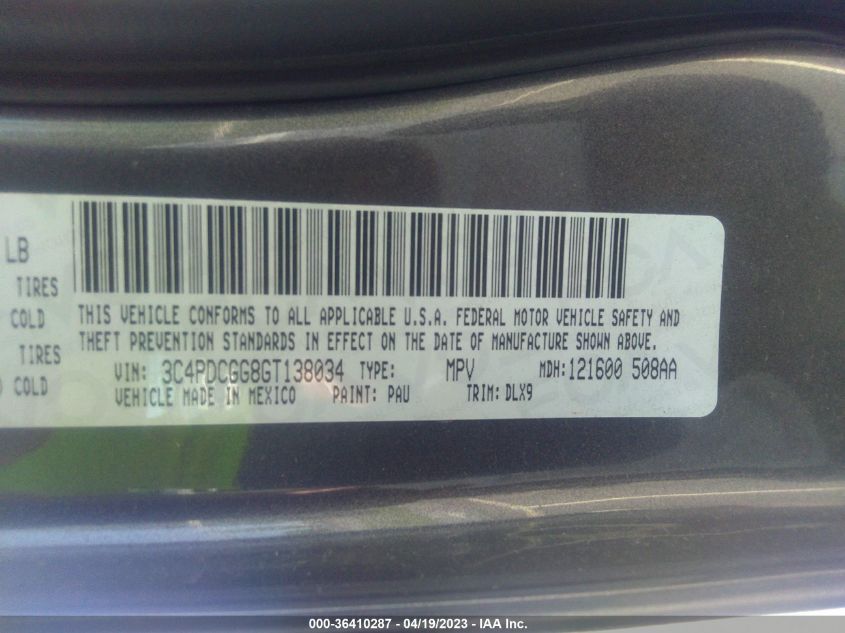 LB
TIRES
COLD
TIRES
COLD
THIS VEHICLE CONFORMS TO ALL APPLICABLE U.S.A. FEDERAL MOTOR VEHICLE SAFETY AND
THEFT PREVENTION STANDARDS IN EFFECT ON THE DATE OF MANUFACTURE SHOWN ABOVE.
VIN: 3C4PDCGG8GT138034 TYPE: MPV MDH:121600 508AA
VEHICLE MADE IN MEXICO PAINT: PAU TRIM: DLX9
000-36410287 - 04/19/2023 - IAA Inc.